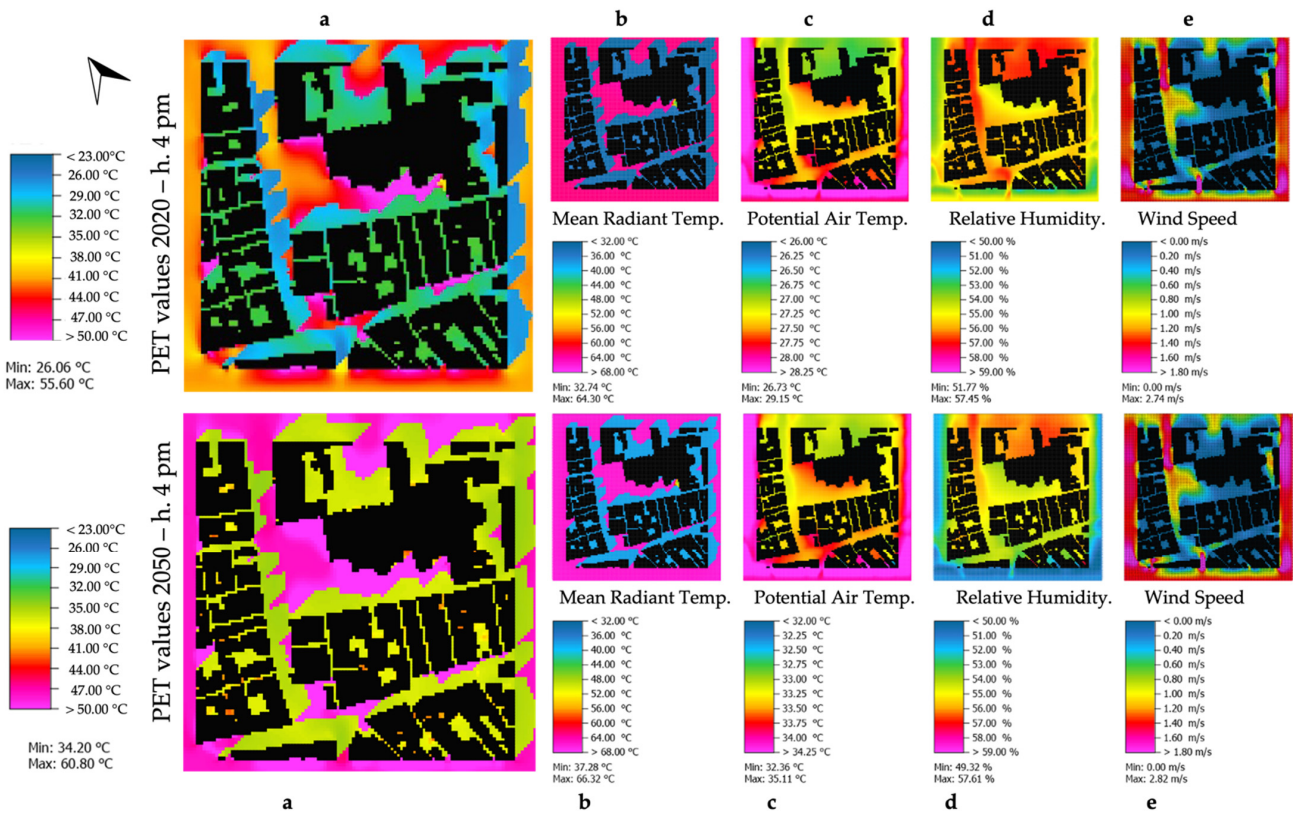 a
b
c
d
e
PET values 2020 – h. 4 pm
< 23.00°C
26.00 °C
29.00 °C
32.00 °C
35.00 °C
38.00 °C
41.00 °C
44.00 °C
47.00 °C
> 50.00 °C
Min: 26.06 °C
Max: 55.60 °C
Mean Radiant Temp.
< 32.00 °C
36.00 °C
40.00 °C
44.00 °C
48.00 °C
52.00 °C
56.00 °C
60.00 °C
64.00 °C
> 68.00 °C
Min: 32.74 °C
Max: 64.30 °C
Potential Air Temp.
< 26.00 °C
26.25 °C
26.50 °C
26.75 °C
27.00 °C
27.25 °C
27.50 °C
27.75 °C
28.00 °C
> 28.25 °C
Min: 26.73 °C
Max: 29.15 °C
Relative Humidity.
< 50.00 %
51.00 %
52.00 %
53.00 %
54.00 %
55.00 %
56.00 %
57.00 %
58.00 %
> 59.00 %
Min: 51.77 %
Max: 57.45 %
Wind Speed
< 0.00 m/s
0.20 m/s
0.40 m/s
0.60 m/s
0.80 m/s
1.00 m/s
1.20 m/s
1.40 m/s
1.60 m/s
> 1.80 m/s
Min: 0.00 m/s
Max: 2.74 m/s
PET values 2050 – h. 4 pm
< 23.00°C
26.00 °C
29.00 °C
32.00 °C
35.00 °C
38.00 °C
41.00 °C
44.00 °C
47.00 °C
> 50.00 °C
Min: 34.20 °C
Max: 60.80 °C
Mean Radiant Temp.
< 32.00 °C
36.00 °C
40.00 °C
44.00 °C
48.00 °C
52.00 °C
56.00 °C
60.00 °C
64.00 °C
> 68.00 °C
Min: 37.28 °C
Max: 66.32 °C
Potential Air Temp.
< 32.00 °C
32.25 °C
32.50 °C
32.75 °C
33.00 °C
33.25 °C
33.50 °C
33.75 °C
34.00 °C
> 34.25 °C
Min: 32.36 °C
Max: 35.11 °C
Relative Humidity.
< 50.00 %
51.00 %
52.00 %
53.00 %
54.00 %
55.00 %
56.00 %
57.00 %
58.00 %
> 59.00 %
Min: 49.32 %
Max: 57.61 %
Wind Speed
< 0.00 m/s
0.20 m/s
0.40 m/s
0.60 m/s
0.80 m/s
1.00 m/s
1.20 m/s
1.40 m/s
1.60 m/s
> 1.80 m/s
Min: 0.00 m/s
Max: 2.82 m/s
a
b
c
d
e